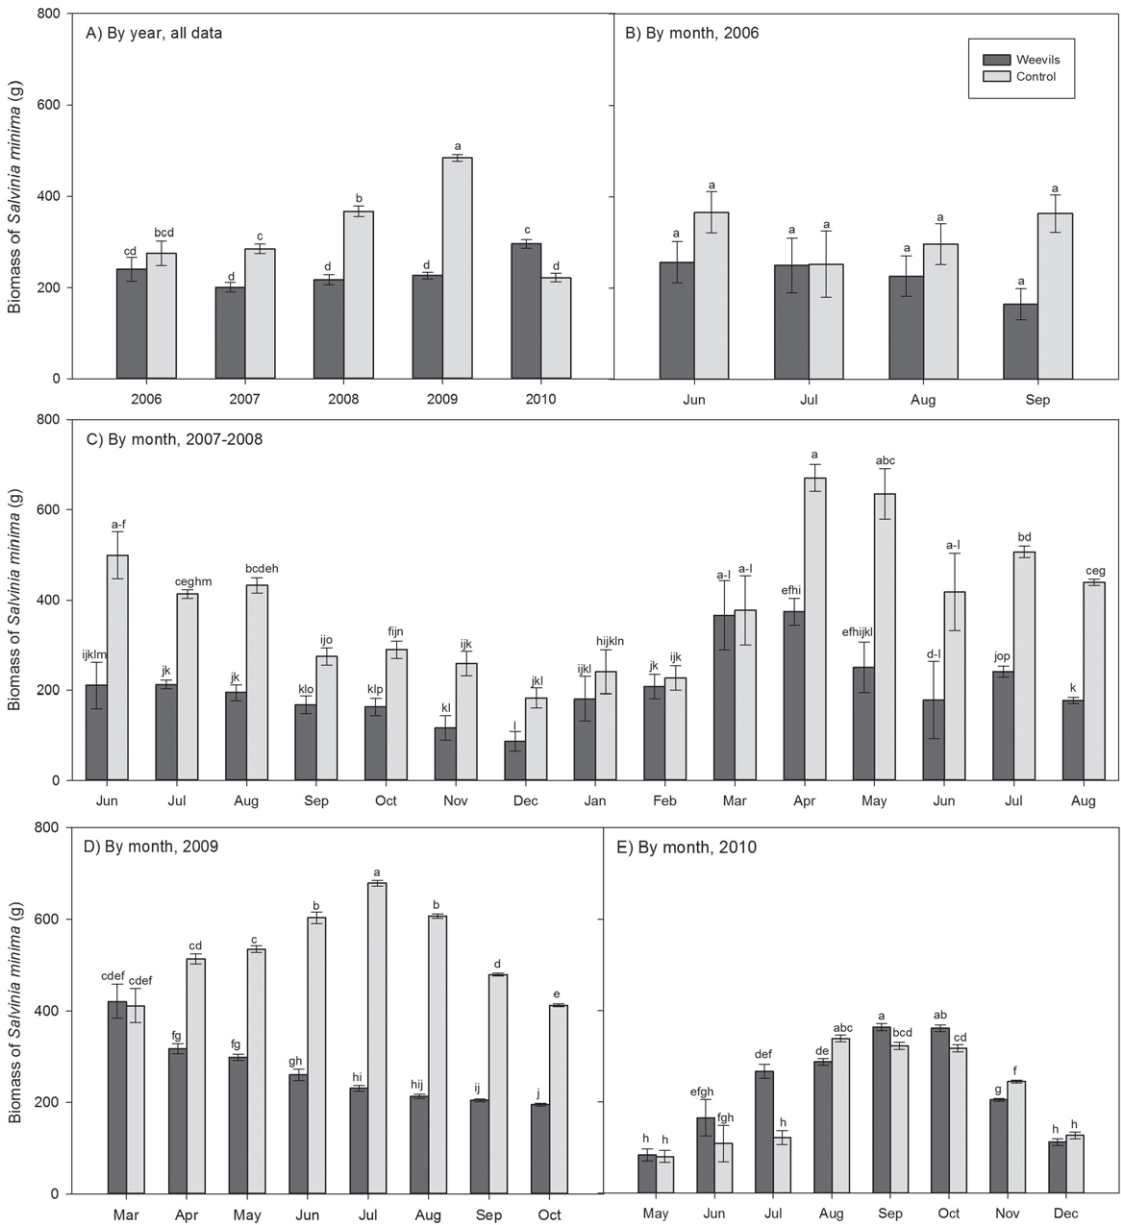 A) By year, all data
Biomass of Salvinia minima (g)
800
600
400
200
0
cd
bcd
d
c
d
b
d
a
c
d
2006
2007
2008
2009
2010
B) By month, 2006
Weevils
Control
a
a
a
a
a
a
a
a
Jun
Jul
Aug
Sep
C) By month, 2007-2008
Biomass of Salvinia minima (g)
800
600
400
200
0
ijklm
a-f
jk
ceghm
jk
bcdeh
klo
ijo
klp
fijn
kl
ijk
l
jkl
ijkl
hijkln
jk
ijk
a-l
a-l
efhi
a
efhijkl
abc
d-l
a-l
jop
bd
k
ceg
Jun
Jul
Aug
Sep
Oct
Nov
Dec
Jan
Feb
Mar
Apr
May
Jun
Jul
Aug
D) By month, 2009
Biomass of Salvinia minima (g)
800
600
400
200
0
cdef
cdef
fg
cd
fg
c
gh
b
hi
a
hij
b
ij
d
j
e
Mar
Apr
May
Jun
Jul
Aug
Sep
Oct
E) By month, 2010
h
h
efgh
fgh
def
h
de
abc
a
bcd
ab
cd
g
f
h
h
May
Jun
Jul
Aug
Sep
Oct
Nov
Dec